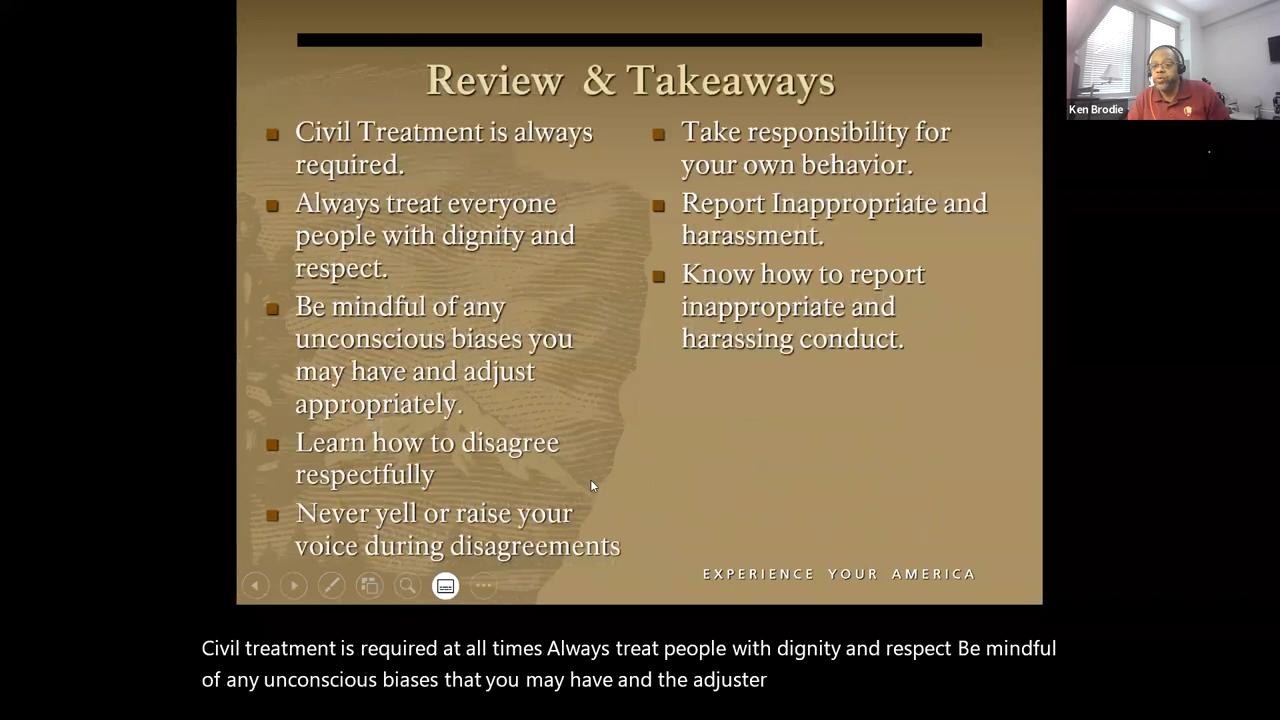 Review & Takeaways
Civil Treatment is always
required.
Always treat everyone
people with dignity and
respect.
Be mindful of any
unconscious biases you
may have and adjust
appropriately.
Learn how to disagree
respectfully
Never yell or raise your
voice during disagreements
Take responsibility for
your own behavior.
Report Inappropriate and
harassment.
Know how to report
inappropriate and
harassing conduct.
EXPERIENCE YOUR AMERICA
Ken Brodie
Civil treatment is required at all times Always treat people with dignity and respect Be mindful
of any unconscious biases that you may have and the adjuster